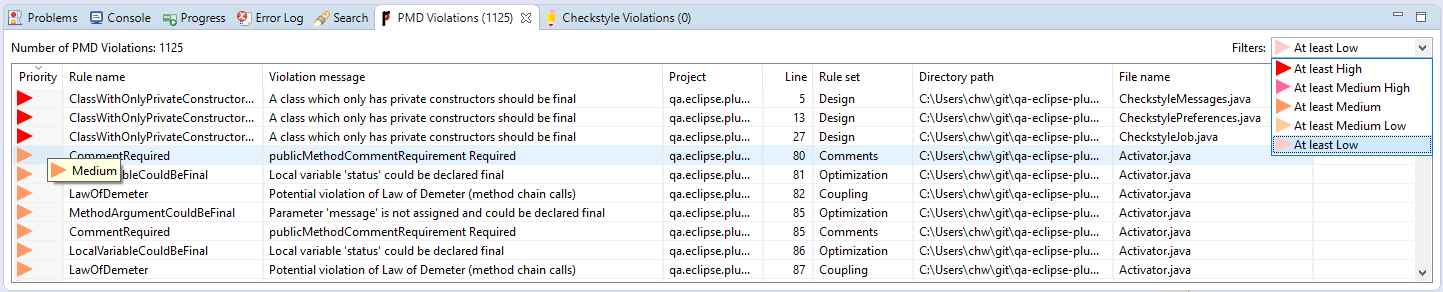 Problems Console Progress Error Log Search PMD Violations (1125) Checkstyle Violations (0)
Number of PMD Violations: 1125 Filters: At least Low
Priority Rule name Violation message Project Line Rule set Directory path File name
At least High
At least Medium High
At least Medium
At least Medium Low
At least Low
ClassWithOnlyPrivateConstructor... A class which only has private constructors should be final qa.eclipse.plu... 5 Design C:\Users\chw\git\qa-eclipse-plu... CheckstyleMessages.java
ClassWithOnlyPrivateConstructor... A class which only has private constructors should be final qa.eclipse.plu... 13 Design C:\Users\chw\git\qa-eclipse-plu... CheckstylePreferences.java
ClassWithOnlyPrivateConstructor... A class which only has private constructors should be final qa.eclipse.plu... 27 Design C:\Users\chw\git\qa-eclipse-plu... CheckstyleJob.java
CommentRequired publicMethodCommentRequirement Required qa.eclipse.plu... 80 Comments C:\Users\chw\git\qa-eclipse-plu... Activator.java
Medium
ableCouldBeFinal Local variable 'status' could be declared final qa.eclipse.plu... 81 Optimization C:\Users\chw\git\qa-eclipse-plu... Activator.java
LawOfDemeter Potential violation of Law of Demeter (method chain calls) qa.eclipse.plu... 82 Coupling C:\Users\chw\git\qa-eclipse-plu... Activator.java
MethodArgumentCouldBeFinal Parameter 'message' is not assigned and could be declared final qa.eclipse.plu... 85 Optimization C:\Users\chw\git\qa-eclipse-plu... Activator.java
CommentRequired publicMethodCommentRequirement Required qa.eclipse.plu... 85 Comments C:\Users\chw\git\qa-eclipse-plu... Activator.java
LocalVariableCouldBeFinal Local variable 'status' could be declared final qa.eclipse.plu... 86 Optimization C:\Users\chw\git\qa-eclipse-plu... Activator.java
LawOfDemeter Potential violation of Law of Demeter (method chain calls) qa.eclipse.plu... 87 Coupling C:\Users\chw\git\qa-eclipse-plu... Activator.java